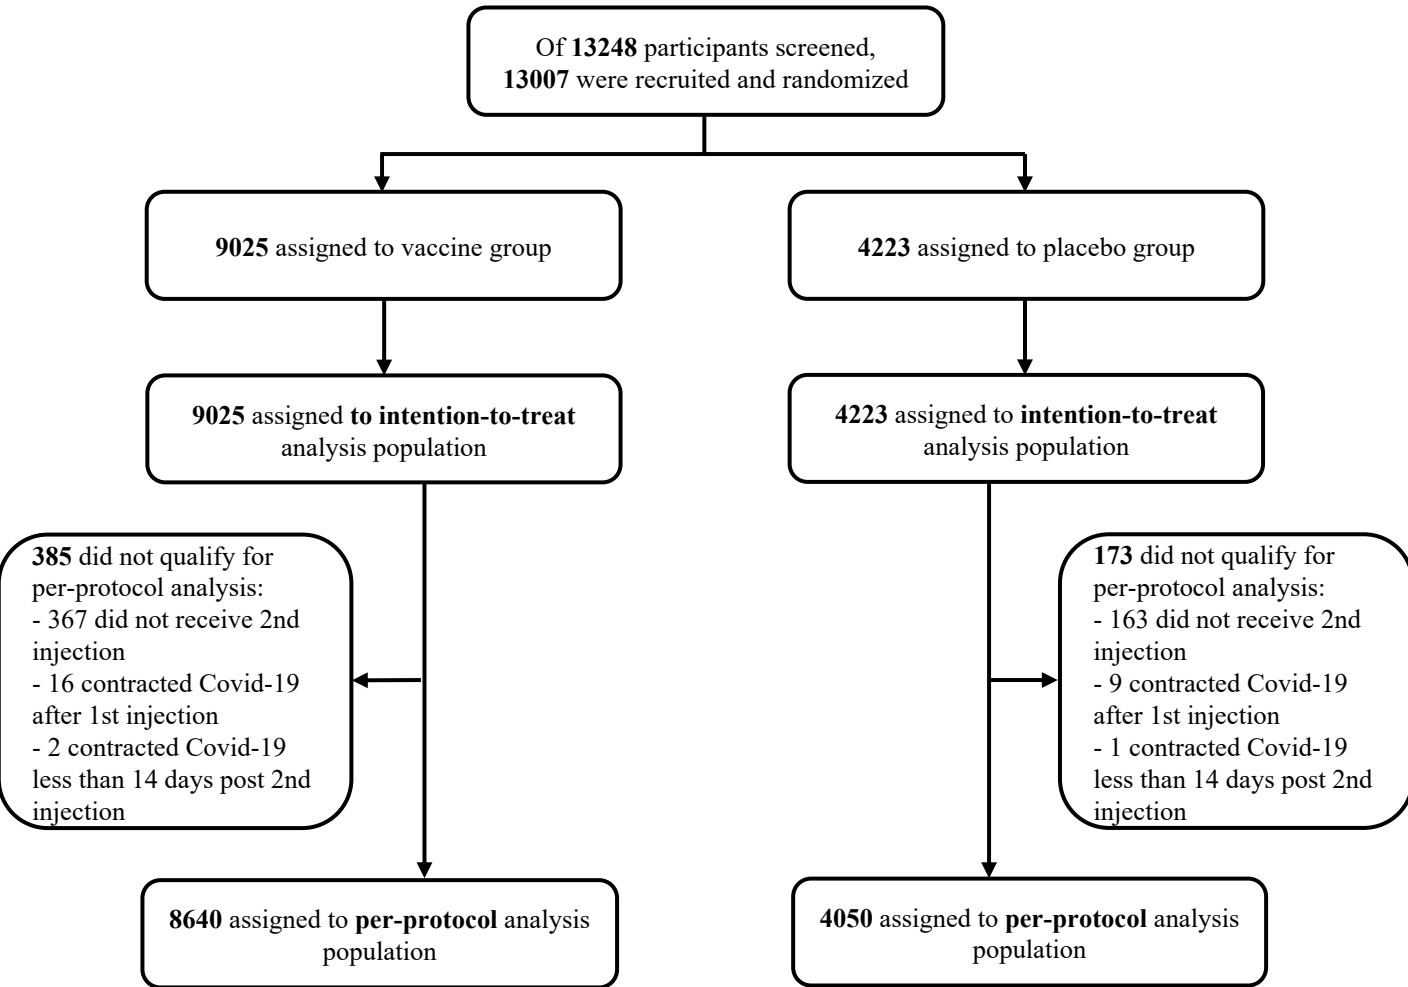 Of 13248 participants screened,
13007 were recruited and randomized
9025 assigned to vaccine group
4223 assigned to placebo group
9025 assigned to intention-to-treat
analysis population
4223 assigned to intention-to-treat
analysis population
385 did not qualify for
per-protocol analysis:
- 367 did not receive 2nd
injection
- 16 contracted Covid-19
after 1st injection
- 2 contracted Covid-19
less than 14 days post 2nd
injection
173 did not qualify for
per-protocol analysis:
- 163 did not receive 2nd
injection
- 9 contracted Covid-19
after 1st injection
- 1 contracted Covid-19
less than 14 days post 2nd
injection
8640 assigned to per-protocol analysis
population
4050 assigned to per-protocol analysis
population